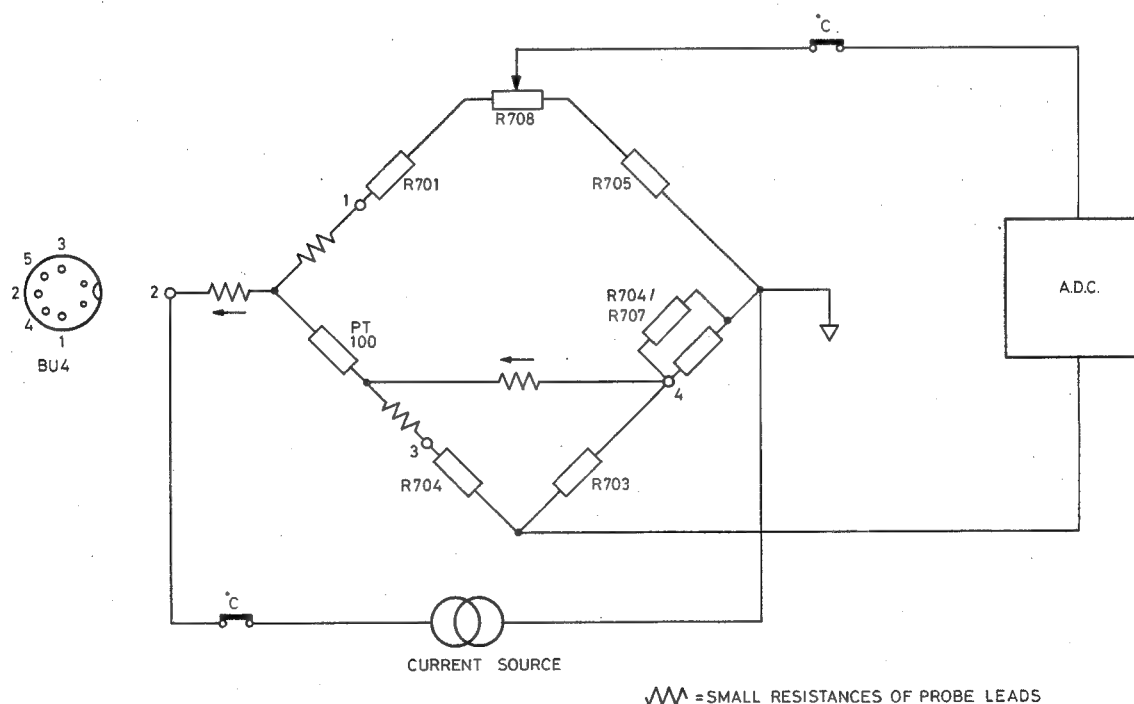 °C
R708
R701
R705
1
3
5
2
4
1
BU4
2
PT
100
R704/
R707
A.D.C.
4
3
R704
R703
°C
CURRENT SOURCE
=SMALL RESISTANCES OF PROBE LEADS